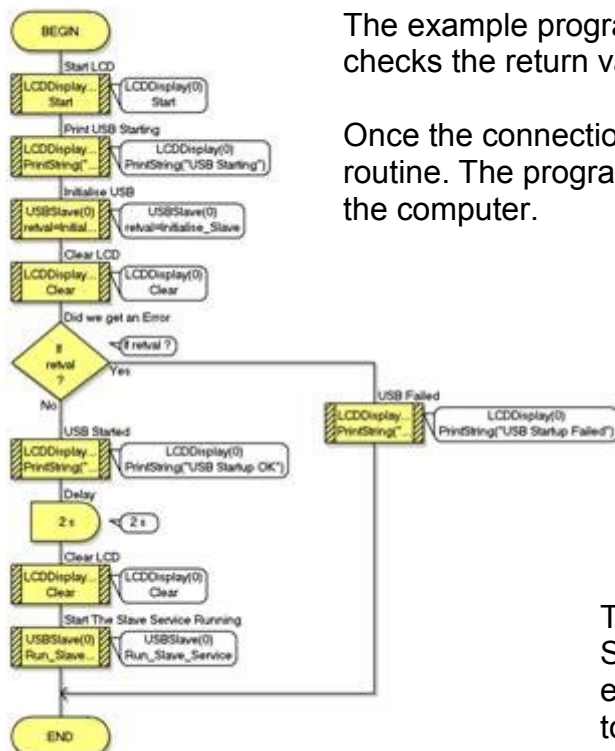 BEGIN
Start LCD
LCDDisplay...
Start
LCDDisplay(0)
Start
Print USB Starting
LCDDisplay...
PrintString("...
LCDDisplay(0)
PrintString("USB Starting")
Initialise USB
USBSlave(0)
retval=Initial...
USBSlave(0)
retval=Initialise_Slave
Clear LCD
LCDDisplay...
Clear
LCDDisplay(0)
Clear
Did we get an Error
If
retval
?
If retval ?
Yes
No
USB Failed
LCDDisplay...
PrintString("...
LCDDisplay(0)
PrintString("USB Startup Failed")
USB Started
LCDDisplay...
PrintString("...
LCDDisplay(0)
PrintString("USB Startup OK")
Delay
2 s
2 s
Clear LCD
LCDDisplay...
Clear
LCDDisplay(0)
Clear
Start The Slave Service Running
USBSlave(0)
Run_Slave...
USBSlave(0)
Run_Slave_Service
END
The example progra
checks the return va
Once the connectio
routine. The progra
the computer.
T
S
e
to